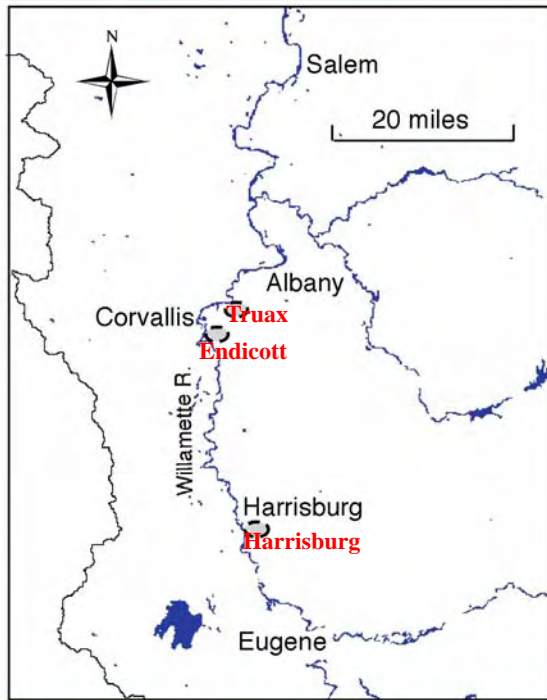 N
Salem
20 miles
Albany
Truax
Corvallis
Endicott
Willamette R.
Harrisburg
Harrisburg
Eugene